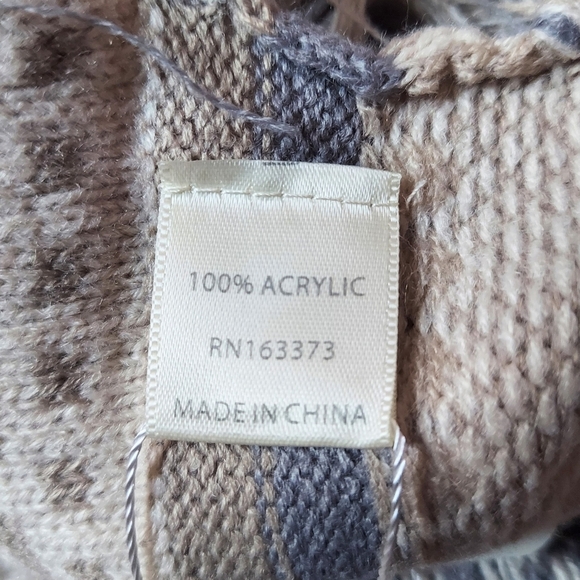 100% ACRYLIC
RN163373
MADE IN CHINA